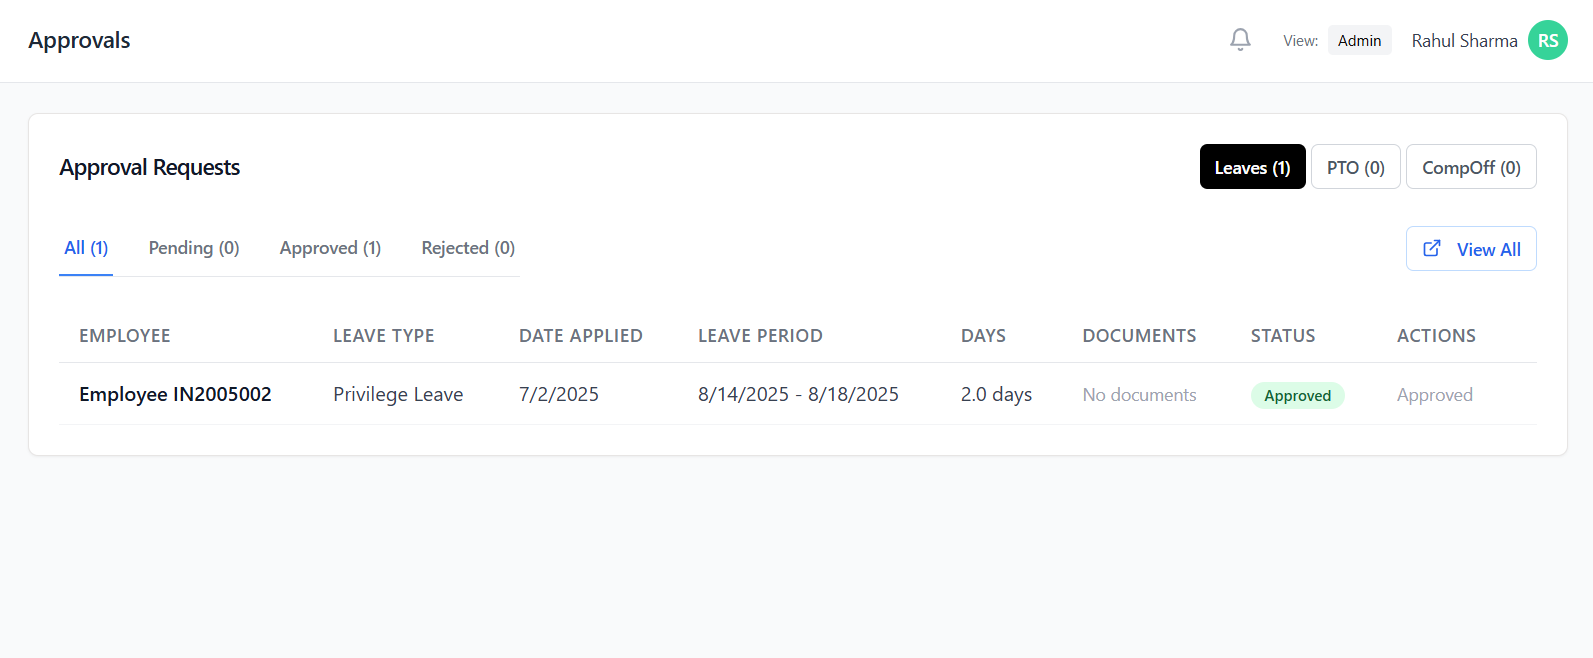 Approvals
View: Admin Rahul Sharma RS
Approval Requests
Leaves (1) PTO (0) CompOff (0)
All (1) Pending (0) Approved (1) Rejected (0)
View All
EMPLOYEE LEAVE TYPE DATE APPLIED LEAVE PERIOD DAYS DOCUMENTS STATUS ACTIONS
Employee IN2005002 Privilege Leave 7/2/2025 8/14/2025 - 8/18/2025 2.0 days No documents Approved Approved